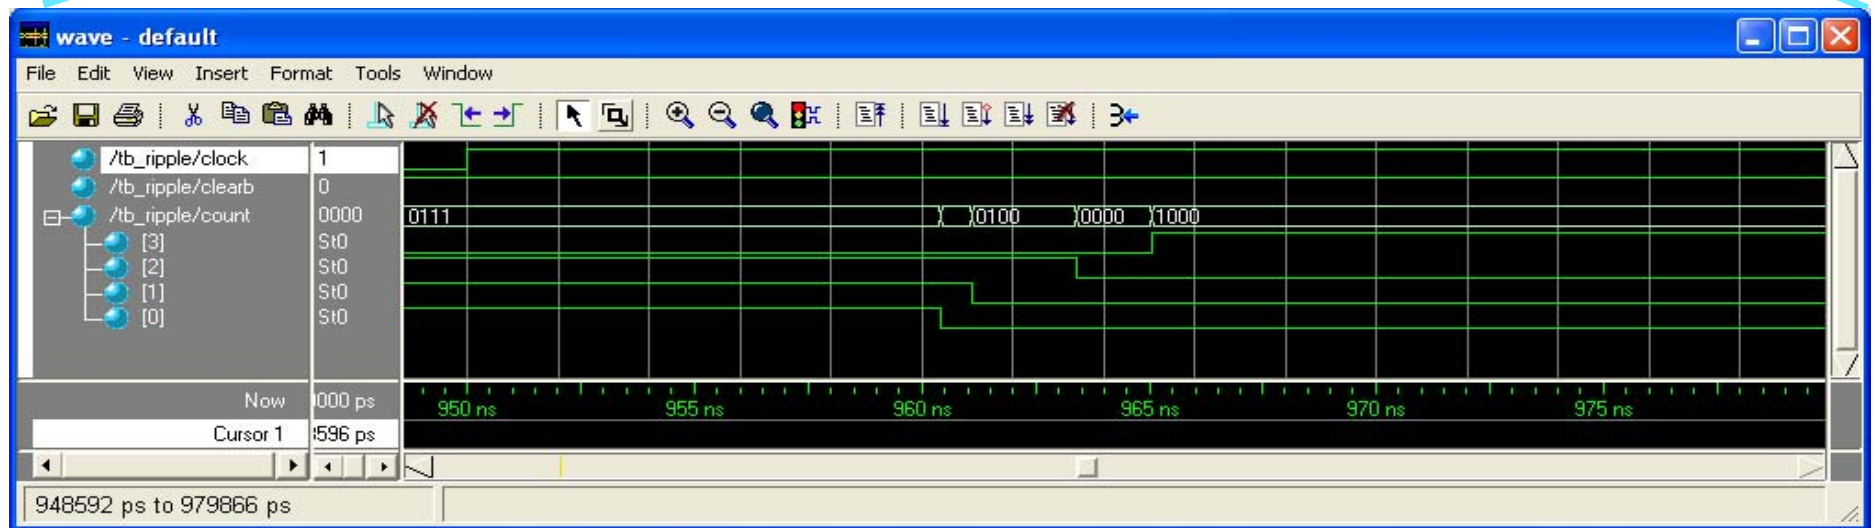 wave - default
File Edit View Insert Format Tools Window
/tb_ripple/clock 1
/tb_ripple/clearb 0
/tb_ripple/count 0000 0111 0100 0000 1000
[3] St0
[2] St0
[1] St0
[0] St0
Now 000 ps 950 ns 955 ns 960 ns 965 ns 970 ns 975 ns
Cursor 1 596 ps
948592 ps to 979866 ps